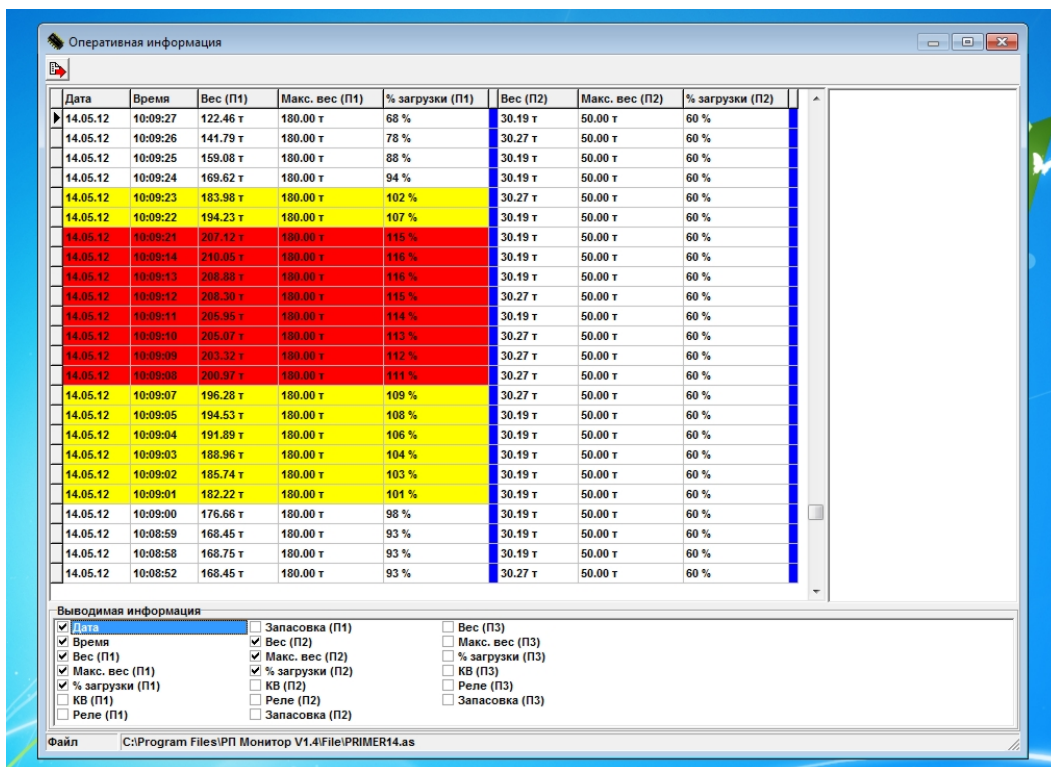 Оперативная информация
Дата Время Вес (П1) Макс. вес (П1) % загрузки (П1) Вес (П2) Макс. вес (П2) % загрузки (П2)
14.05.12 10:09:27 122.46 т 180.00 т 68 % 30.19 т 50.00 т 60 %
14.05.12 10:09:26 141.79 т 180.00 т 78 % 30.27 т 50.00 т 60 %
14.05.12 10:09:25 159.08 т 180.00 т 88 % 30.19 т 50.00 т 60 %
14.05.12 10:09:24 169.62 т 180.00 т 94 % 30.19 т 50.00 т 60 %
14.05.12 10:09:23 183.98 т 180.00 т 102 % 30.27 т 50.00 т 60 %
14.05.12 10:09:22 194.23 т 180.00 т 107 % 30.19 т 50.00 т 60 %
14.05.12 10:09:21 207.12 т 180.00 т 115 % 30.19 т 50.00 т 60 %
14.05.12 10:09:14 210.05 т 180.00 т 116 % 30.19 т 50.00 т 60 %
14.05.12 10:09:13 208.88 т 180.00 т 116 % 30.19 т 50.00 т 60 %
14.05.12 10:09:12 208.30 т 180.00 т 115 % 30.27 т 50.00 т 60 %
14.05.12 10:09:11 205.95 т 180.00 т 114 % 30.19 т 50.00 т 60 %
14.05.12 10:09:10 205.07 т 180.00 т 113 % 30.27 т 50.00 т 60 %
14.05.12 10:09:09 203.32 т 180.00 т 112 % 30.27 т 50.00 т 60 %
14.05.12 10:09:08 200.97 т 180.00 т 111 % 30.27 т 50.00 т 60 %
14.05.12 10:09:07 196.28 т 180.00 т 109 % 30.27 т 50.00 т 60 %
14.05.12 10:09:05 194.53 т 180.00 т 108 % 30.19 т 50.00 т 60 %
14.05.12 10:09:04 191.89 т 180.00 т 106 % 30.19 т 50.00 т 60 %
14.05.12 10:09:03 188.96 т 180.00 т 104 % 30.19 т 50.00 т 60 %
14.05.12 10:09:02 185.74 т 180.00 т 103 % 30.19 т 50.00 т 60 %
14.05.12 10:09:01 182.22 т 180.00 т 101 % 30.19 т 50.00 т 60 %
14.05.12 10:09:00 176.66 т 180.00 т 98 % 30.19 т 50.00 т 60 %
14.05.12 10:08:59 168.45 т 180.00 т 93 % 30.19 т 50.00 т 60 %
14.05.12 10:08:58 168.75 т 180.00 т 93 % 30.19 т 50.00 т 60 %
14.05.12 10:08:52 168.45 т 180.00 т 93 % 30.27 т 50.00 т 60 %
Выводимая информация
Дата Запасовка (П1) Вес (П3)
Время Вес (П2) Макс. вес (П3)
Вес (П1) Макс. вес (П2) % загрузки (П3)
Макс. вес (П1) % загрузки (П2) КВ (П3)
% загрузки (П1) КВ (П2) Реле (П3)
КВ (П1) Реле (П2) Запасовка (П3)
Реле (П1) Запасовка (П2)
Файл C:\Program Files\РП Монитор V1.4\File\PRIMER14.as